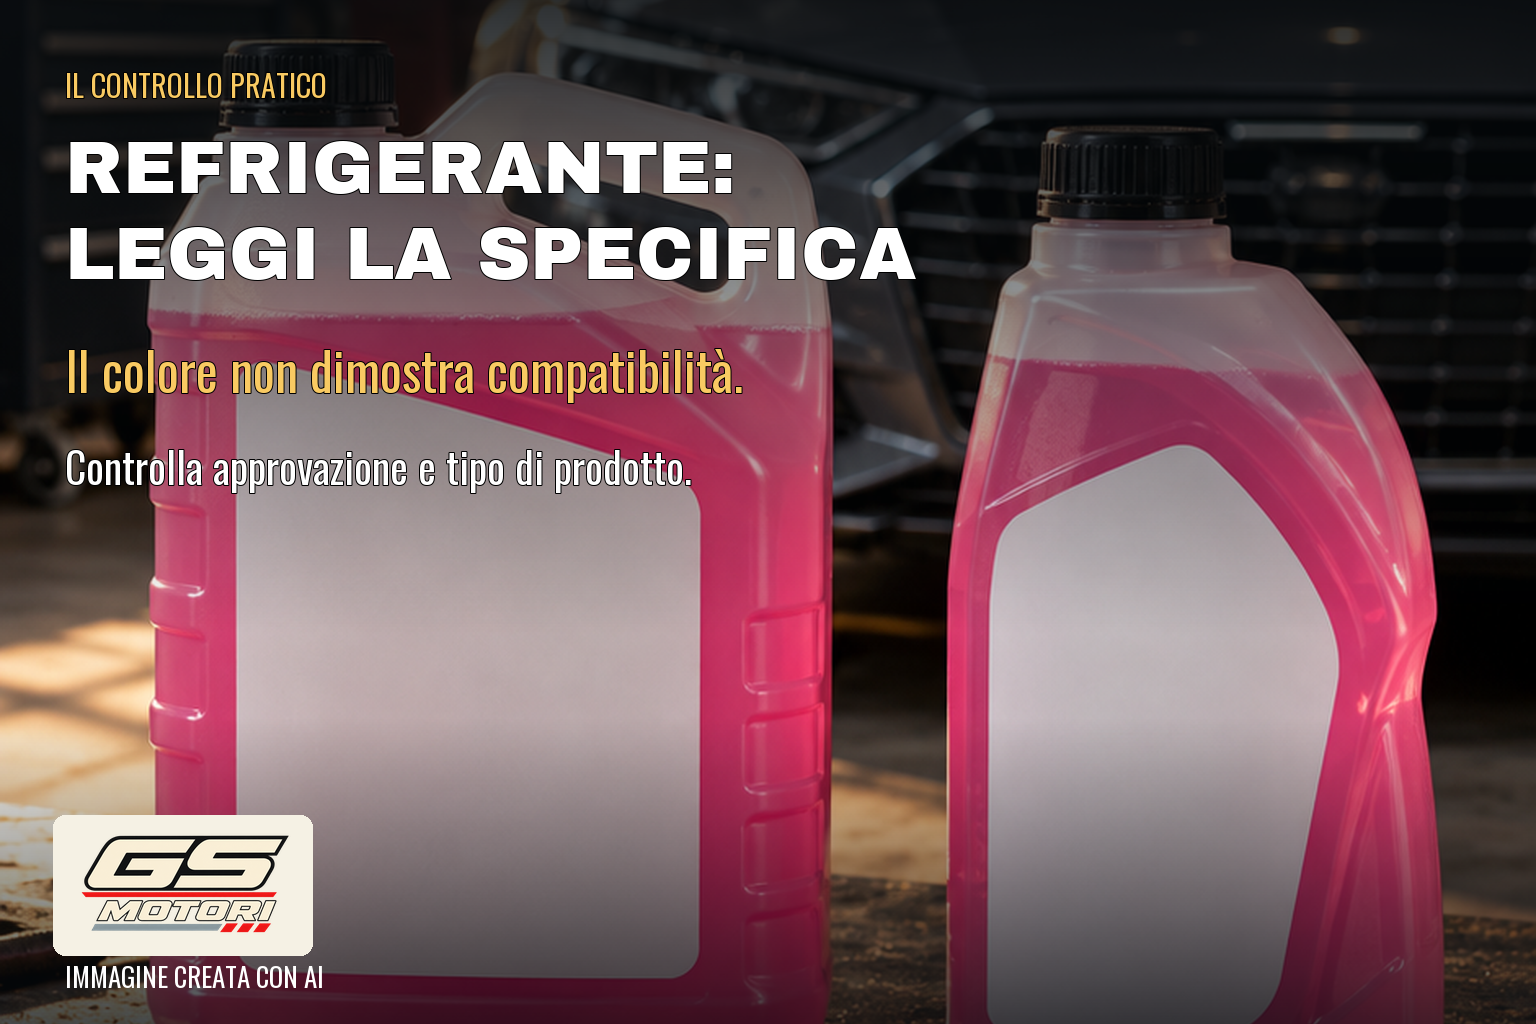 IL CONTROLLO PRATICO
REFRIGERANTE:
LEGGI LA SPECIFICA
Il colore non dimostra compatibilità.
Controlla approvazione e tipo di prodotto.
GS
MOTORI
IMMAGINE CREATA CON AI